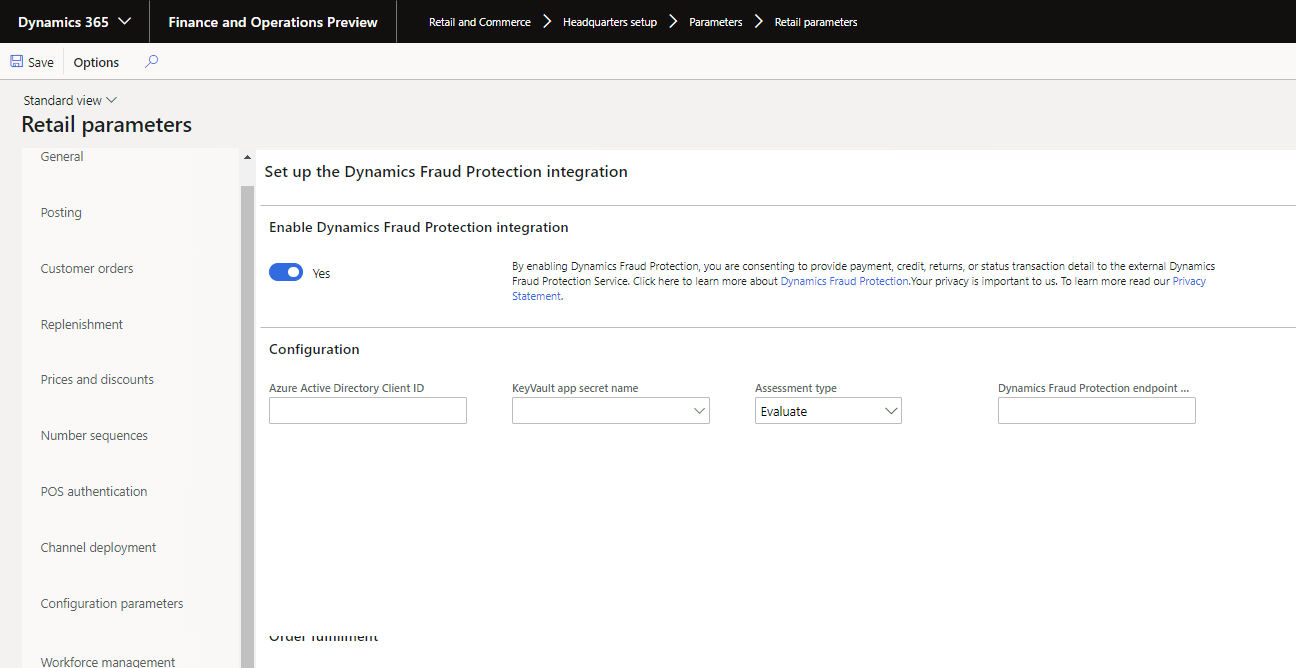 Dynamics 365
Finance and Operations Preview
Retail and Commerce
Headquarters setup
Parameters
Retail parameters
Save
Options
Standard view
Retail parameters
General
Posting
Customer orders
Replenishment
Prices and discounts
Number sequences
POS authentication
Channel deployment
Configuration parameters
Workforce management
Set up the Dynamics Fraud Protection integration
Enable Dynamics Fraud Protection integration
Yes
By enabling Dynamics Fraud Protection, you are consenting to provide payment, credit, returns, or status transaction detail to the external Dynamics
Fraud Protection Service. Click here to learn more about Dynamics Fraud Protection.Your privacy is important to us. To learn more read our Privacy
Statement.
Configuration
Azure Active Directory Client ID
KeyVault app secret name
Assessment type
Evaluate
Dynamics Fraud Protection endpoint ...
Order fulfillment